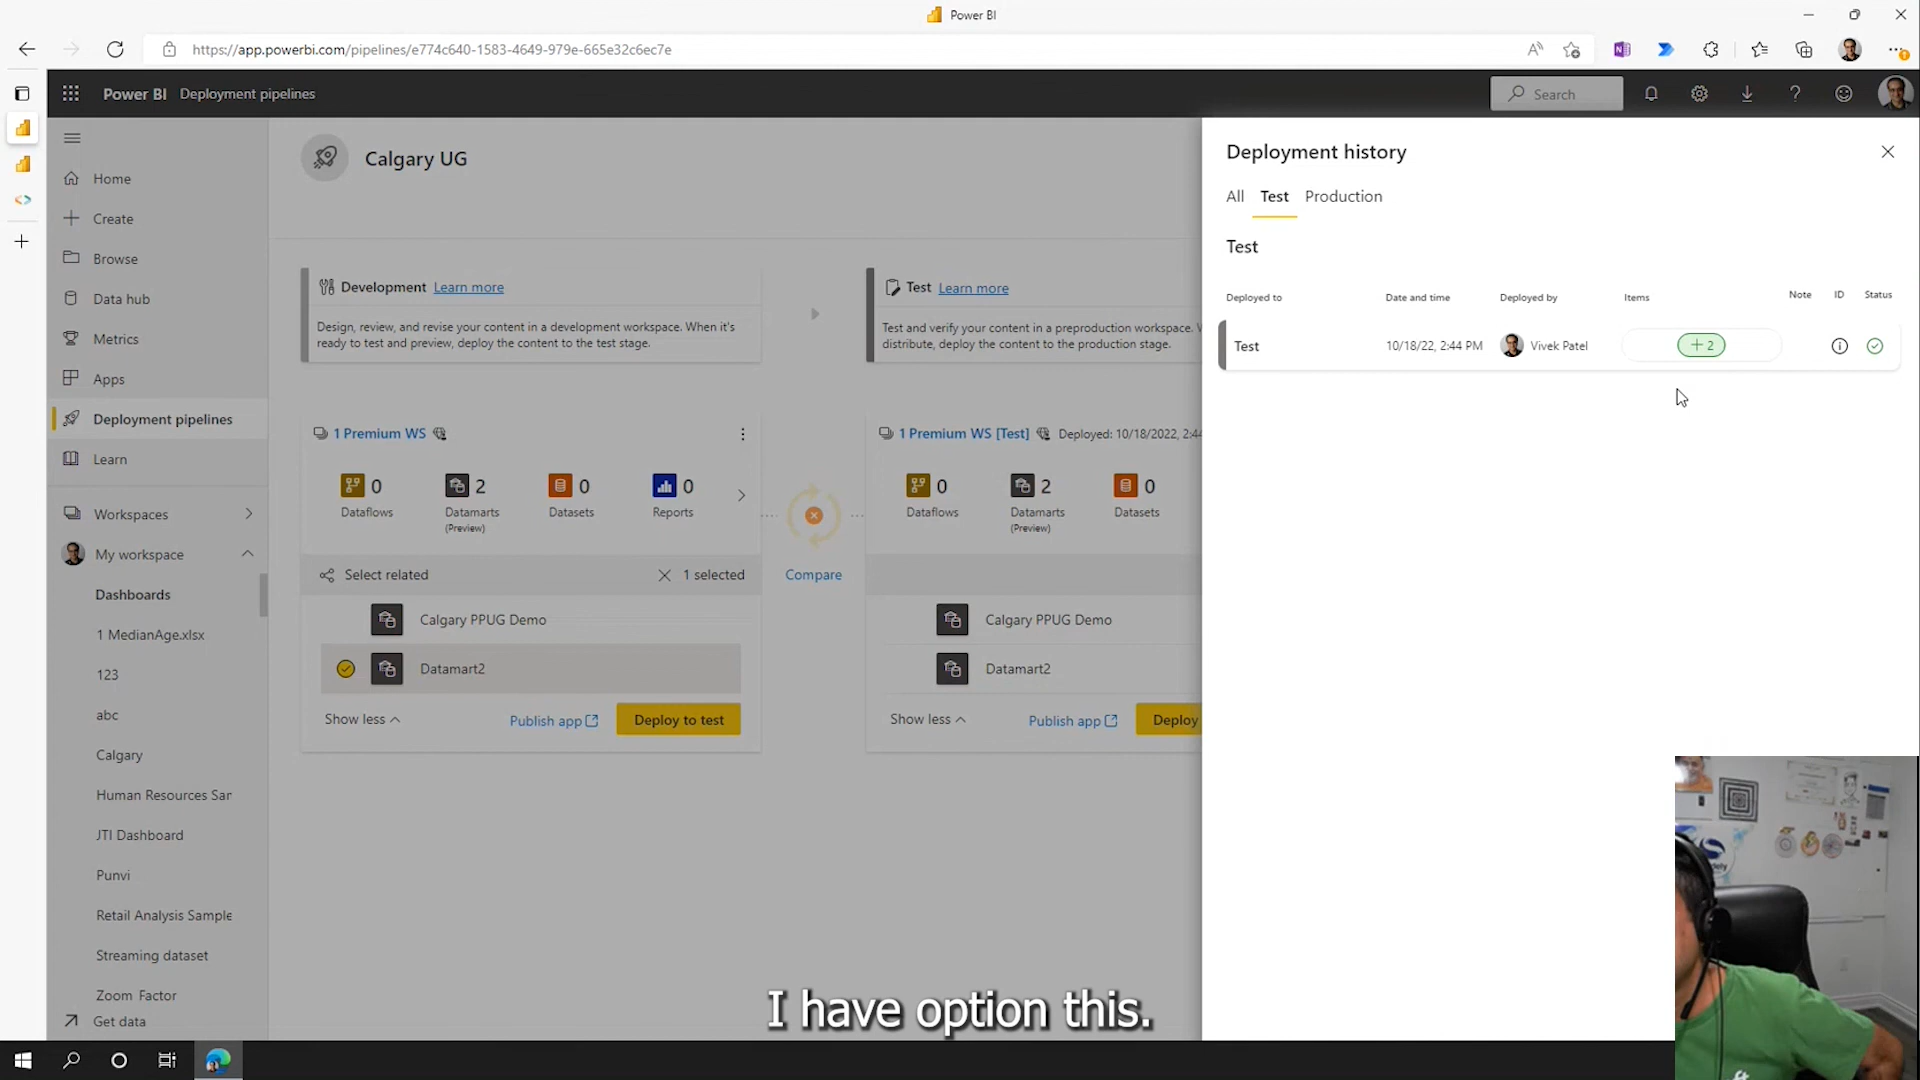 Power BI
https://app.powerbi.com/pipelines/e774c640-1583-4649-979e-665e32c6ec7e
Power BI Deployment pipelines
Search
Home
Create
Browse
Data hub
Metrics
Apps
Deployment pipelines
Learn
Workspaces
My workspace
Dashboards
1 MedianAge.xlsx
123
abc
Calgary
Human Resources Sar
JTI Dashboard
Punvi
Retail Analysis Sample
Streaming dataset
Zoom Factor
Get data
Calgary UG
Development Learn more
Design, review, and revise your content in a development workspace. When it's
ready to test and preview, deploy the content to the test stage.
1 Premium WS
0
Dataflows
2
Datamarts
(Preview)
0
Datasets
0
Reports
Select related
1 selected
Calgary PPUG Demo
Datamart2
Show less
Publish app
Deploy to test
Compare
Test Learn more
Test and verify your content in a preproduction workspace. W
distribute, deploy the content to the production stage.
1 Premium WS [Test] Deployed: 10/18/2022, 2:44
0
Dataflows
2
Datamarts
(Preview)
0
Datasets
Calgary PPUG Demo
Datamart2
Show less
Publish app
Deploy
Deployment history
All Test Production
Test
Deployed to Date and time Deployed by Items Note ID Status
Test 10/18/22, 2:44 PM Vivek Patel + 2
I have option this.